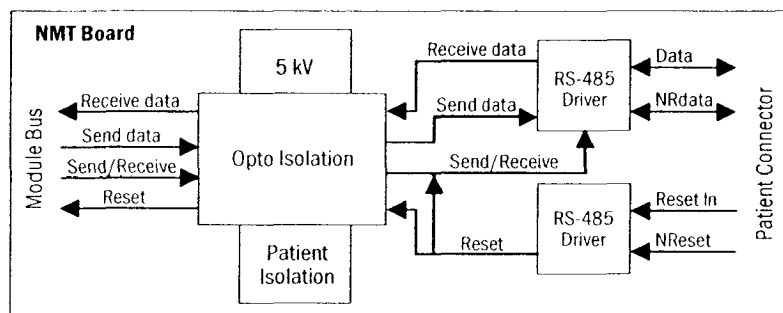 NMT Board
5 kV
Receive data
RS-485
Driver
Data
NRdata
Receive data
Send data
Send data
Send/Receive
Opto Isolation
Send/Receive
Reset
Module Bus
Patient Connector
Patient
Isolation
Reset
RS-485
Driver
Reset In
NReset